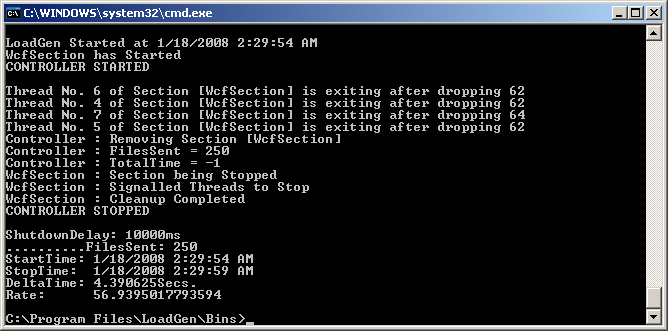 C:\WINDOWS\system32\cmd.exe
LoadGen Started at 1/18/2008 2:29:54 AM
WcfSection has Started
CONTROLLER STARTED
Thread No. 6 of Section [WcfSection] is exiting after dropping 62
Thread No. 4 of Section [WcfSection] is exiting after dropping 62
Thread No. 7 of Section [WcfSection] is exiting after dropping 64
Thread No. 5 of Section [WcfSection] is exiting after dropping 62
Controller : Removing Section [WcfSection]
Controller : FilesSent = 250
Controller : TotalTime = -1
WcfSection : Section being Stopped
WcfSection : Signalled Threads to Stop
WcfSection : Cleanup Completed
CONTROLLER STOPPED
ShutdownDelay: 10000ms
..........FilesSent: 250
StartTime: 1/18/2008 2:29:54 AM
StopTime:  1/18/2008 2:29:59 AM
DeltaTime: 4.390625Secs.
Rate:      56.9395017793594
C:\Program Files\LoadGen\Bins>_